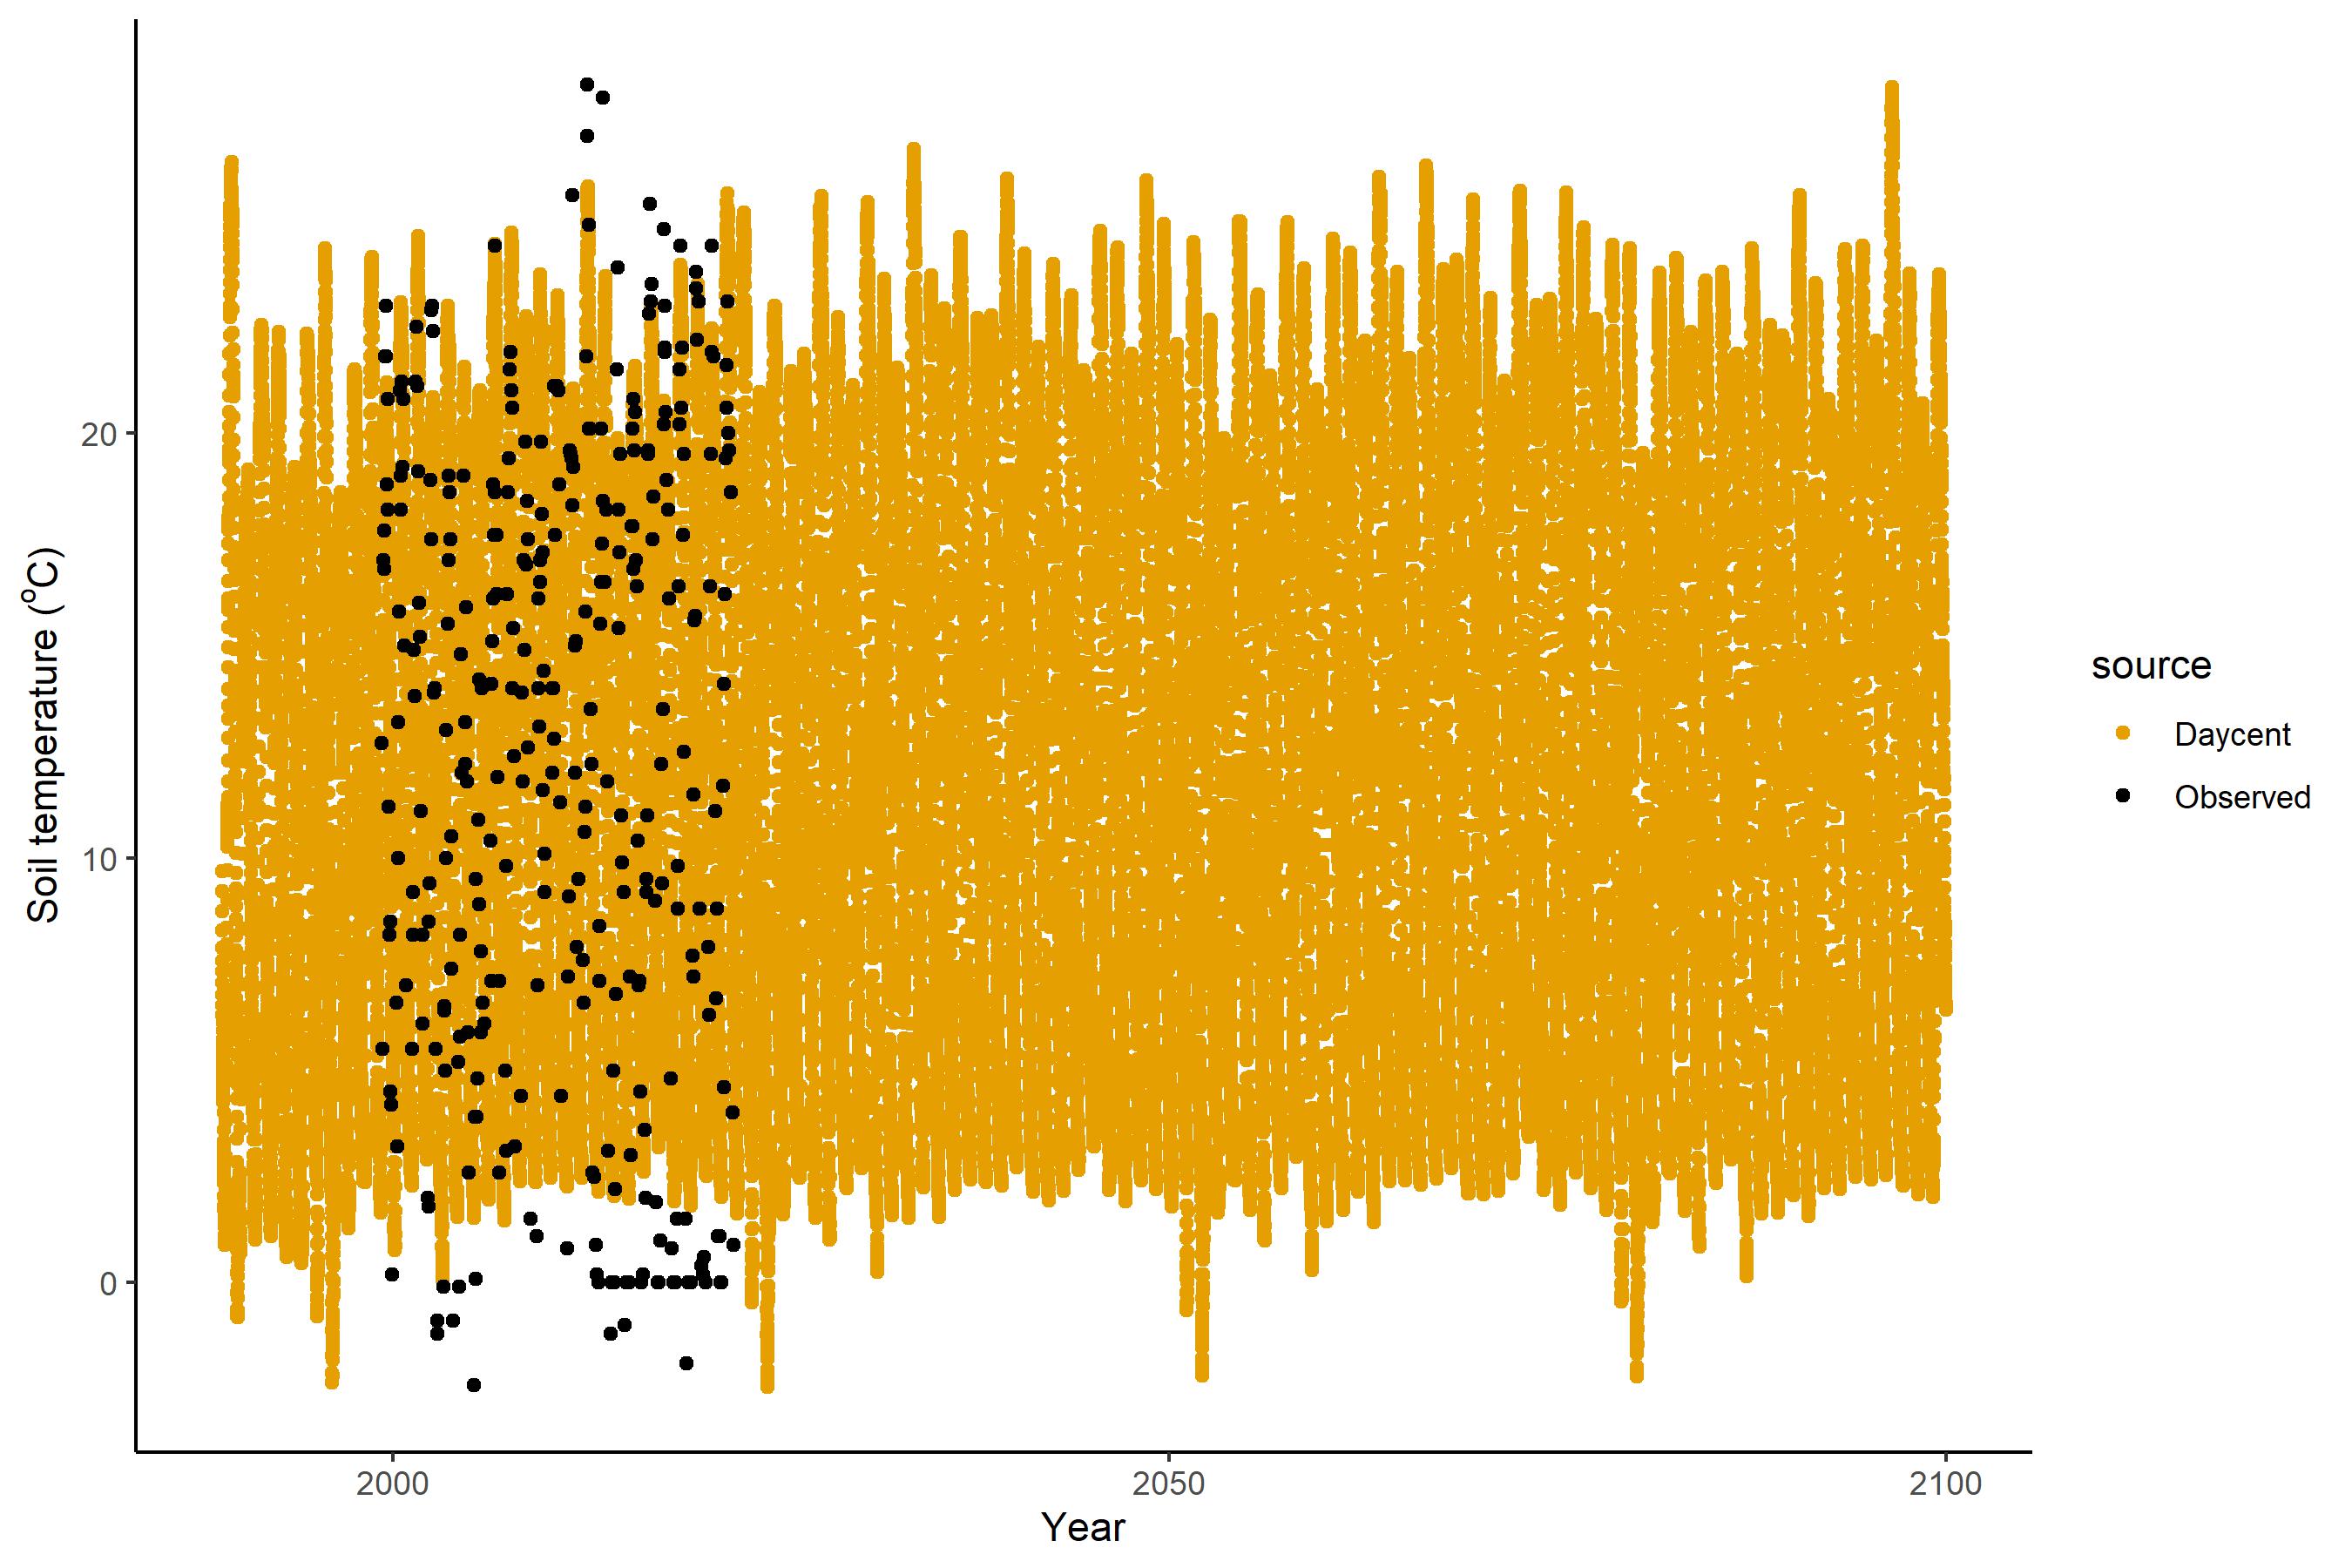 Soil temperature (°C)
20
10
0
2000
2050
2100
Year
source
Daycent
Observed